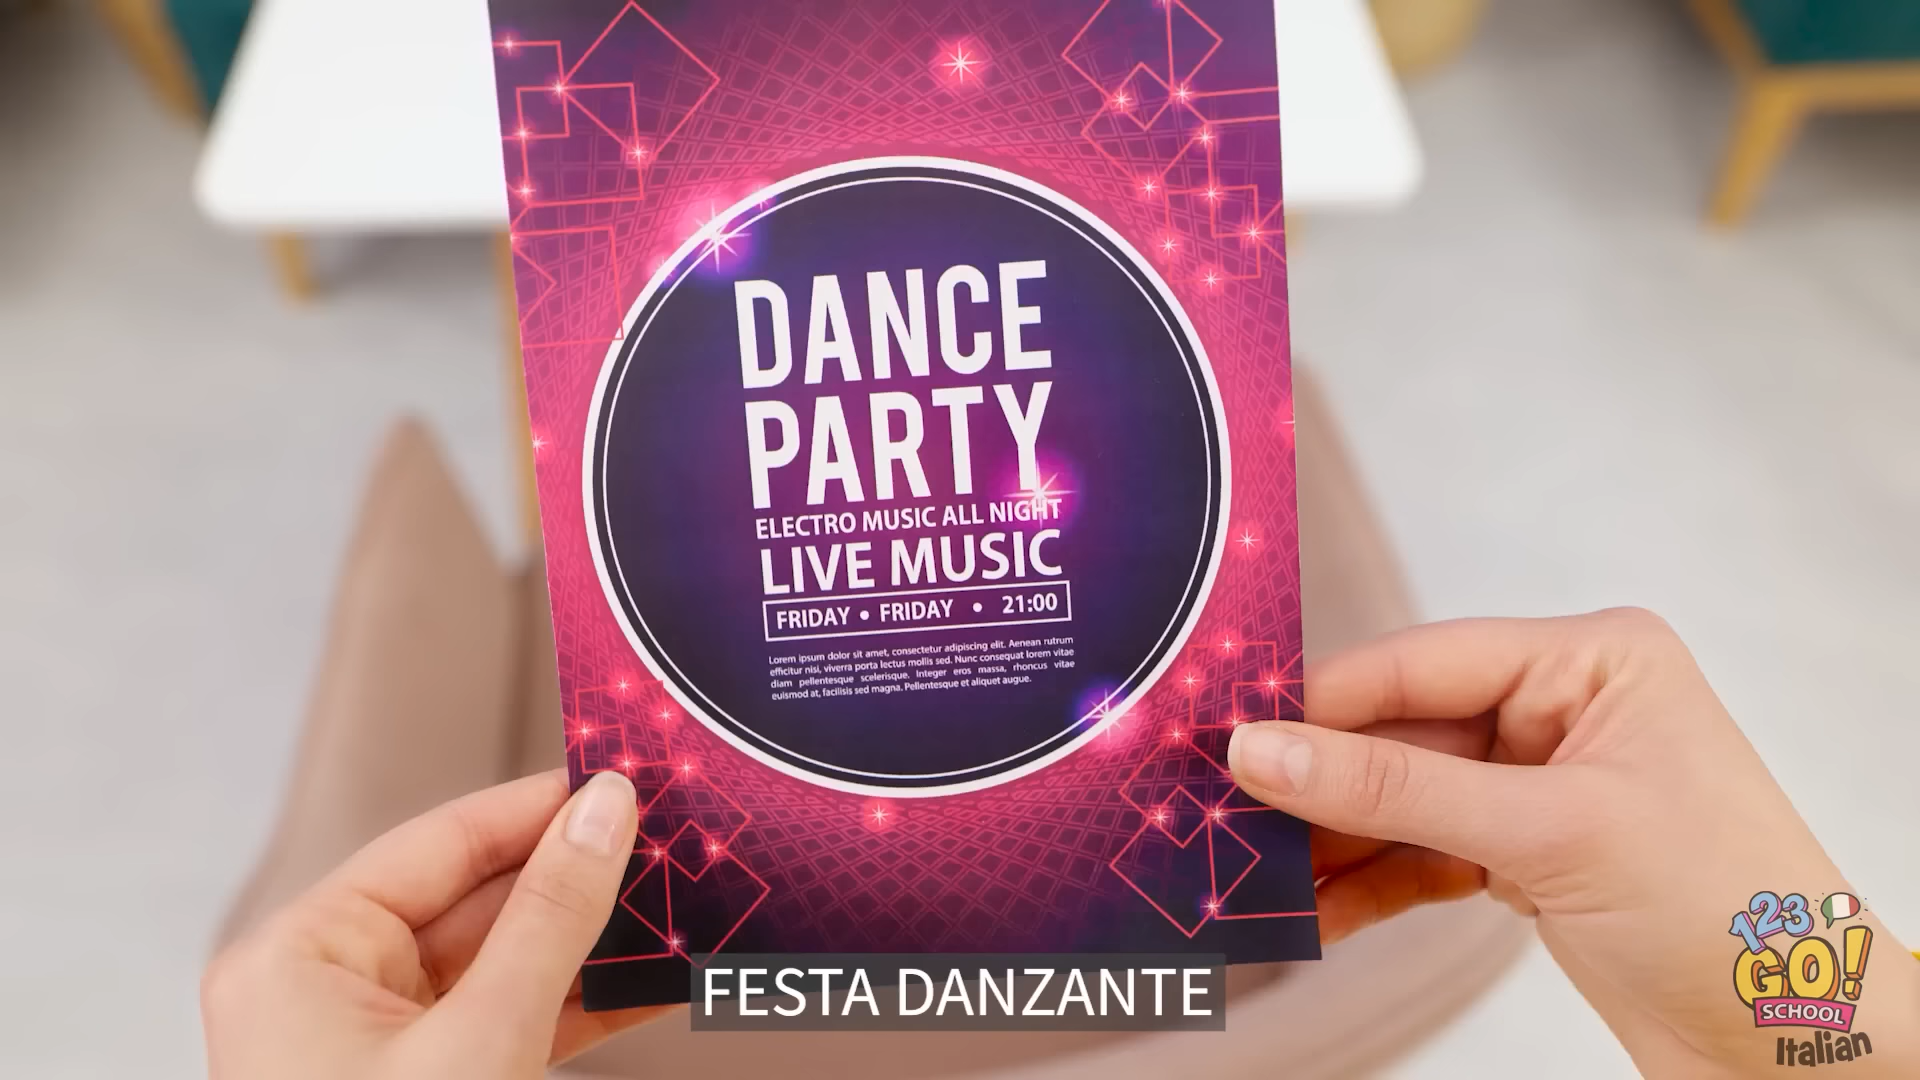 DANCE
PARTY
ELECTRO MUSIC ALL NIGHT
LIVE MUSIC
FRIDAY • FRIDAY • 21:00
Lorem ipsum dolor sit amet, consectetur adipiscing elit. Aenean rutrum
efficitur nisi, viverra porta lectus mollis sed. Nunc consequat lorem vitae
diam pellentesque scelerisque. Integer eros massa, rhoncus vitae
euismod at, facilisis sed magna. Pellentesque et aliquet augue.
FESTA DANZANTE
123
GO!
SCHOOL
Italian